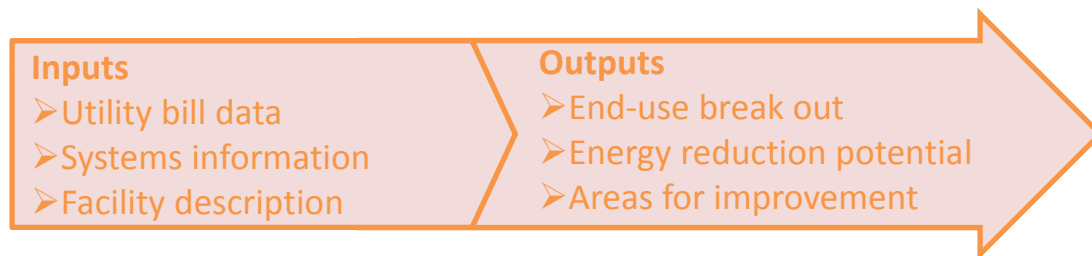 Inputs
➢Utility bill data
➢Systems information
➢Facility description
Outputs
➢End-use break out
➢Energy reduction potential
➢Areas for improvement